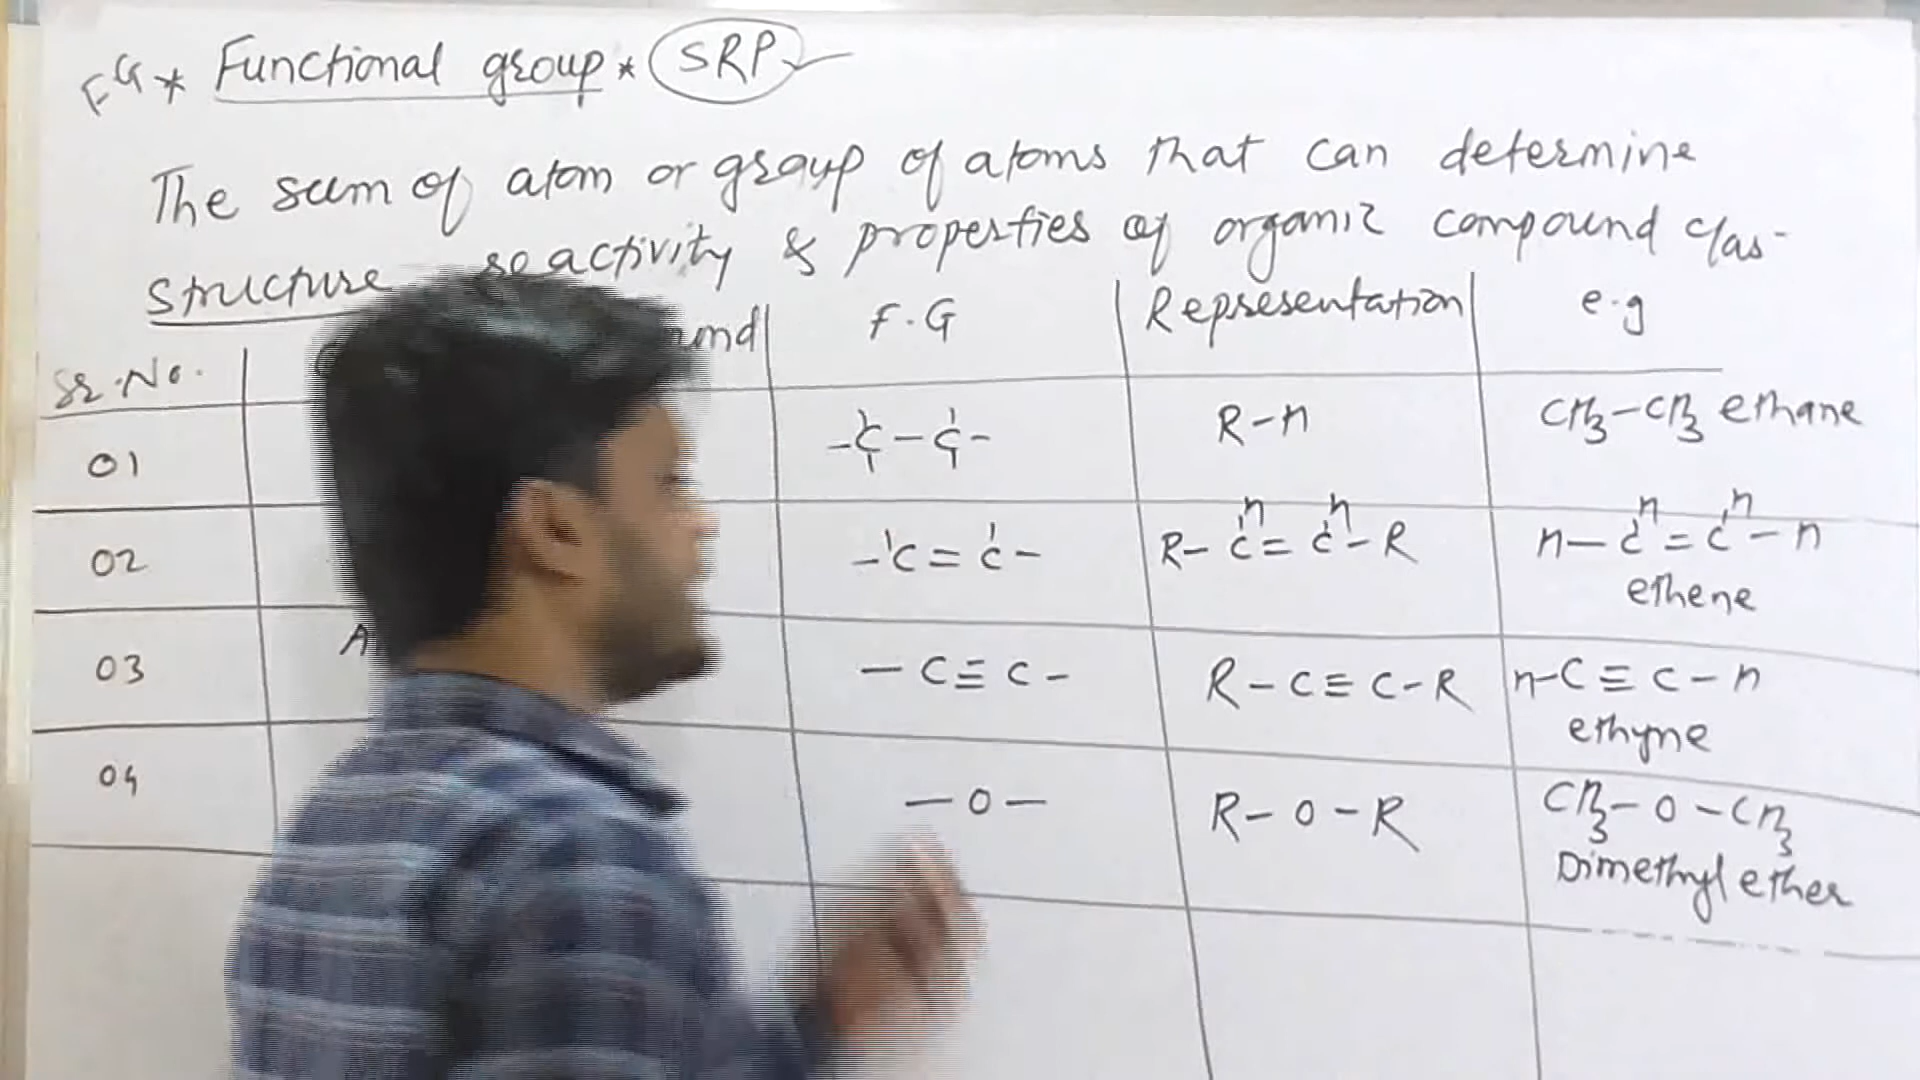 FG * Functional group * SRP
The sum of atom or group of atoms that can determine
structure reactivity & properties of organic compound clas-
Sr.No. F.G Representation e.g
01 -C-C- R-H CH3-CH3 ethane
02 -C=C- R-C=C-R H-C=C-H
H H H H
ethene
03 A -C≡C- R-C≡C-R H-C≡C-H
ethyne
04 -O- R-O-R CH3-O-CH3
Dimethyl ether